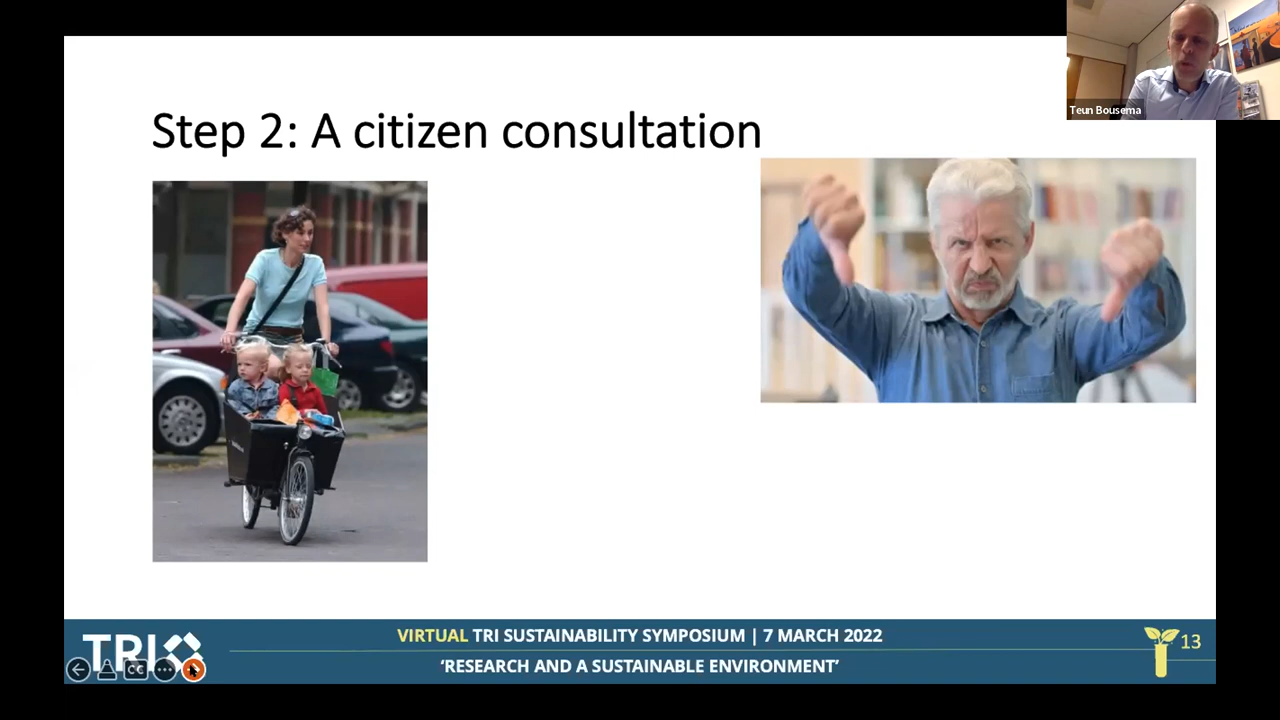 Teun Bousema
Step 2: A citizen consultation
TRI
VIRTUAL TRI SUSTAINABILITY SYMPOSIUM | 7 MARCH 2022
'RESEARCH AND A SUSTAINABLE ENVIRONMENT'
13
CC